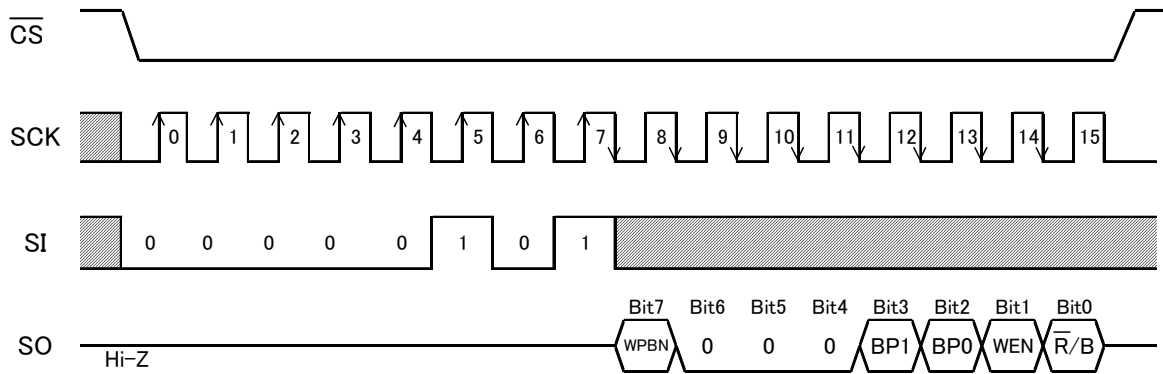 C̅S̅
SCK 0 1 2 3 4 5 6 7 8 9 10 11 12 13 14 15
SI 0 0 0 0 0 1 0 1
Bit7 Bit6 Bit5 Bit4 Bit3 Bit2 Bit1 Bit0
SO WPBN 0 0 0 BP1 BP0 WEN R̅/B
Hi-Z